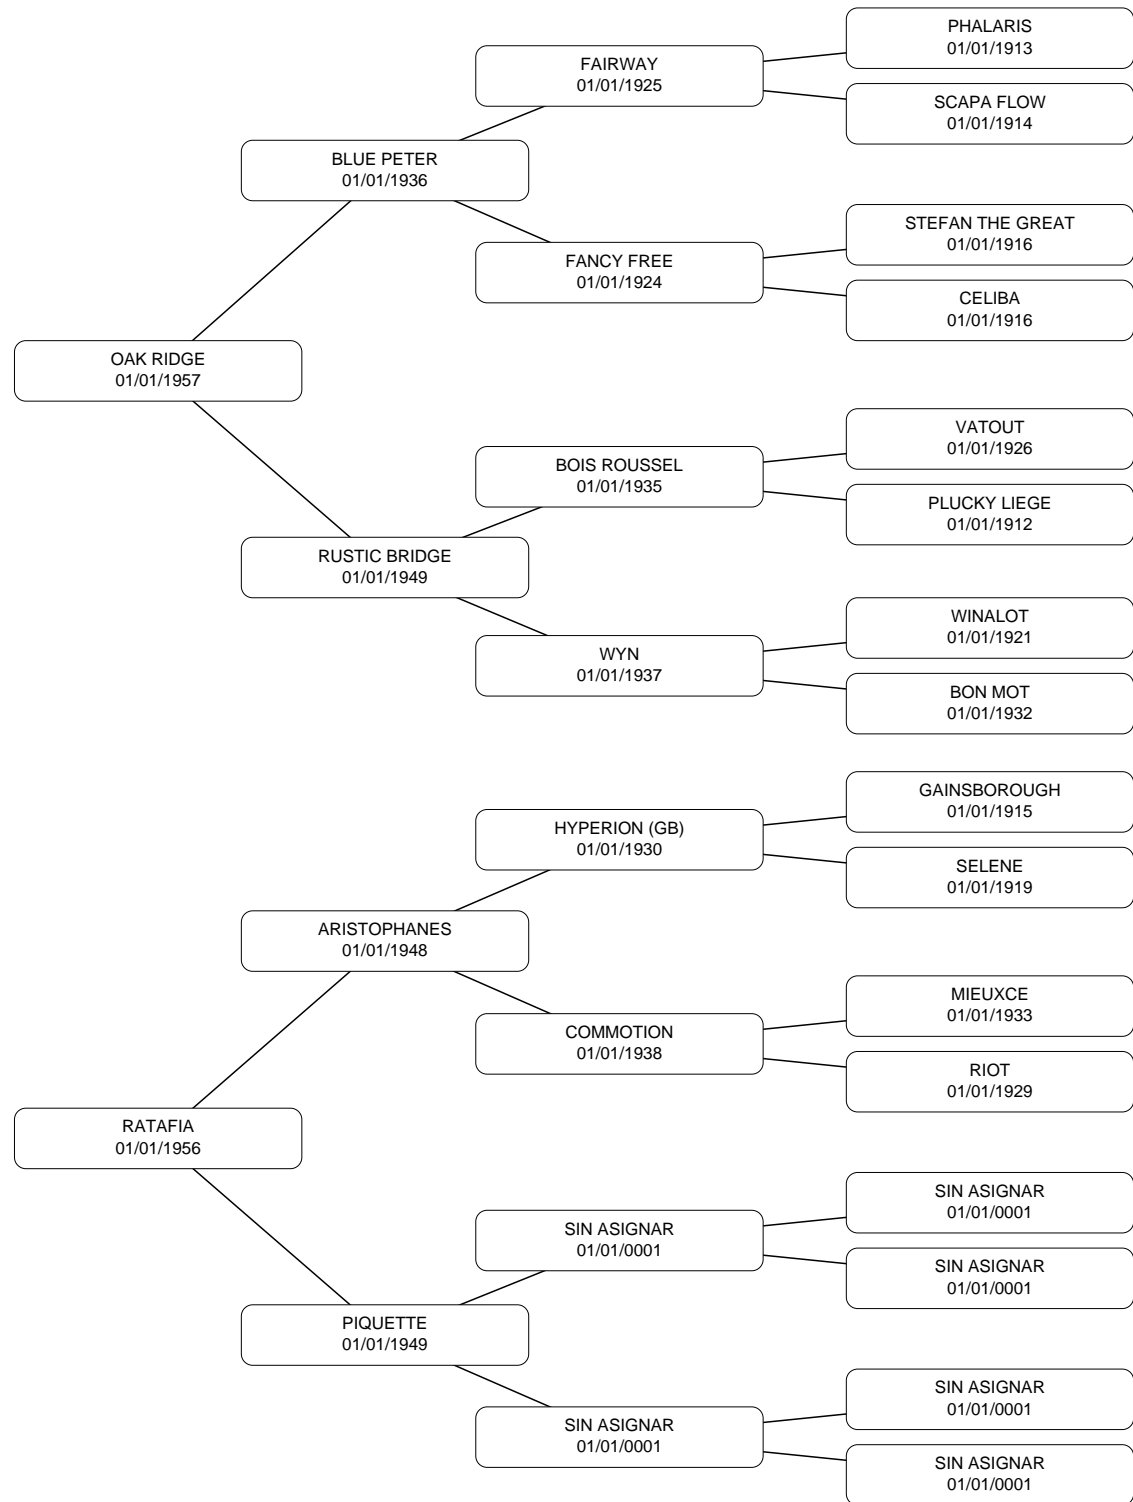 PHALARIS
01/01/1913
FAIRWAY
01/01/1925
SCAPA FLOW
01/01/1914
BLUE PETER
01/01/1936
STEFAN THE GREAT
01/01/1916
FANCY FREE
01/01/1924
CELIBA
01/01/1916
OAK RIDGE
01/01/1957
VATOUT
01/01/1926
BOIS ROUSSEL
01/01/1935
PLUCKY LIEGE
01/01/1912
RUSTIC BRIDGE
01/01/1949
WINALOT
01/01/1921
WYN
01/01/1937
BON MOT
01/01/1932
GAINSBOROUGH
01/01/1915
HYPERION (GB)
01/01/1930
SELENE
01/01/1919
ARISTOPHANES
01/01/1948
MIEUXCE
01/01/1933
COMMOTION
01/01/1938
RIOT
01/01/1929
RATAFIA
01/01/1956
SIN ASIGNAR
01/01/0001
SIN ASIGNAR
01/01/0001
SIN ASIGNAR
01/01/0001
PIQUETTE
01/01/1949
SIN ASIGNAR
01/01/0001
SIN ASIGNAR
01/01/0001
SIN ASIGNAR
01/01/0001